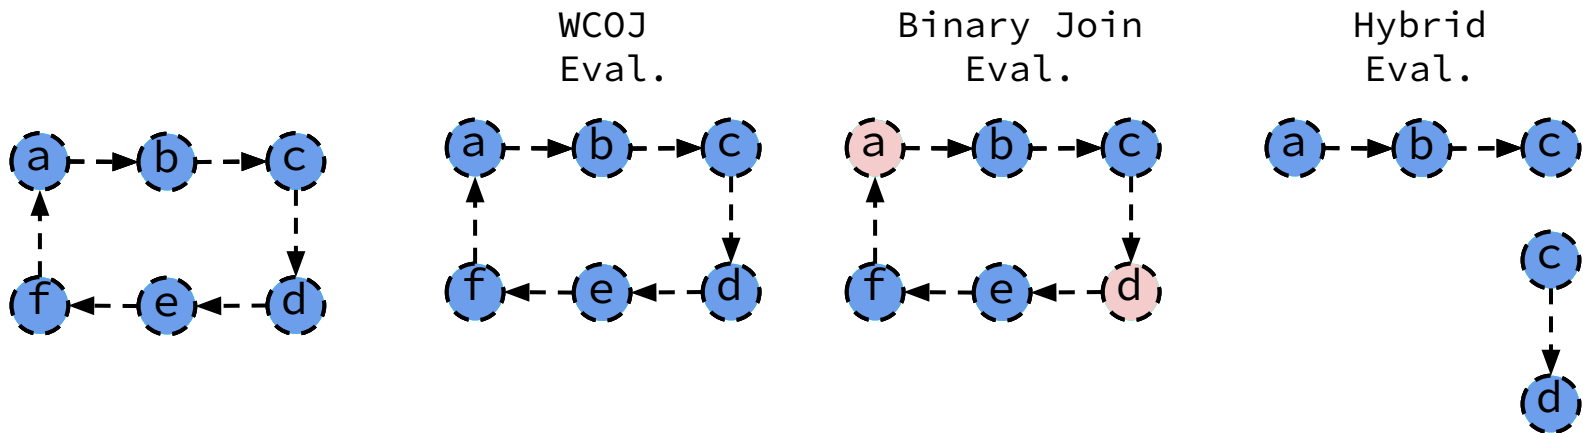 WCOJ
Eval.
Binary Join
Eval.
Hybrid
Eval.
a b c
f e d
a b c
f e d
a b c
f e d
a b c
c
d